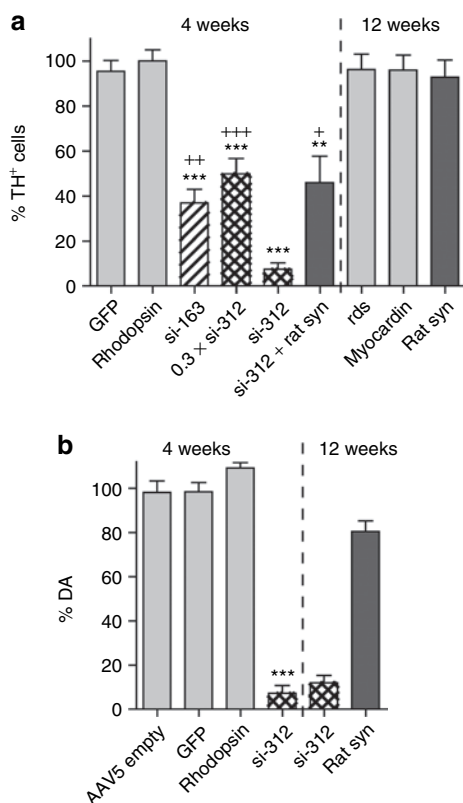 a
4 weeks
12 weeks
% TH+ cells
100
80
60
40
20
0
++
***
+++
***
***
+
**
GFP
Rhodopsin
si-163
0.3 × si-312
si-312
si-312 + rat syn
rds
Myocardin
Rat syn
b
4 weeks
12 weeks
% DA
100
80
60
40
20
0
***
AAV5 empty
GFP
Rhodopsin
si-312
si-312
Rat syn